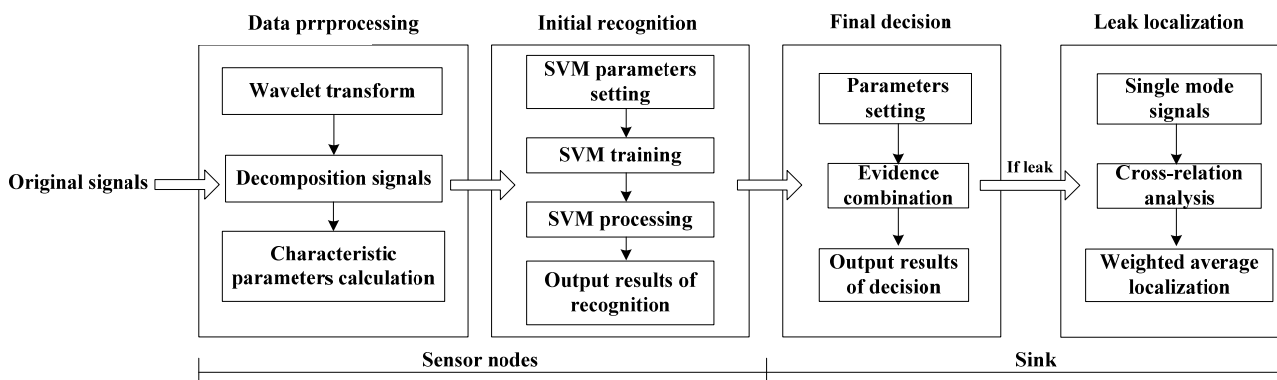 Data prprocessing
Initial recognition
Final decision
Leak localization
Original signals
Wavelet transform
Decomposition signals
Characteristic
parameters calculation
SVM parameters
setting
SVM training
SVM processing
Output results of
recognition
Parameters
setting
Evidence
combination
Output results
of decision
If leak
Single mode
signals
Cross-relation
analysis
Weighted average
localization
Sensor nodes
Sink